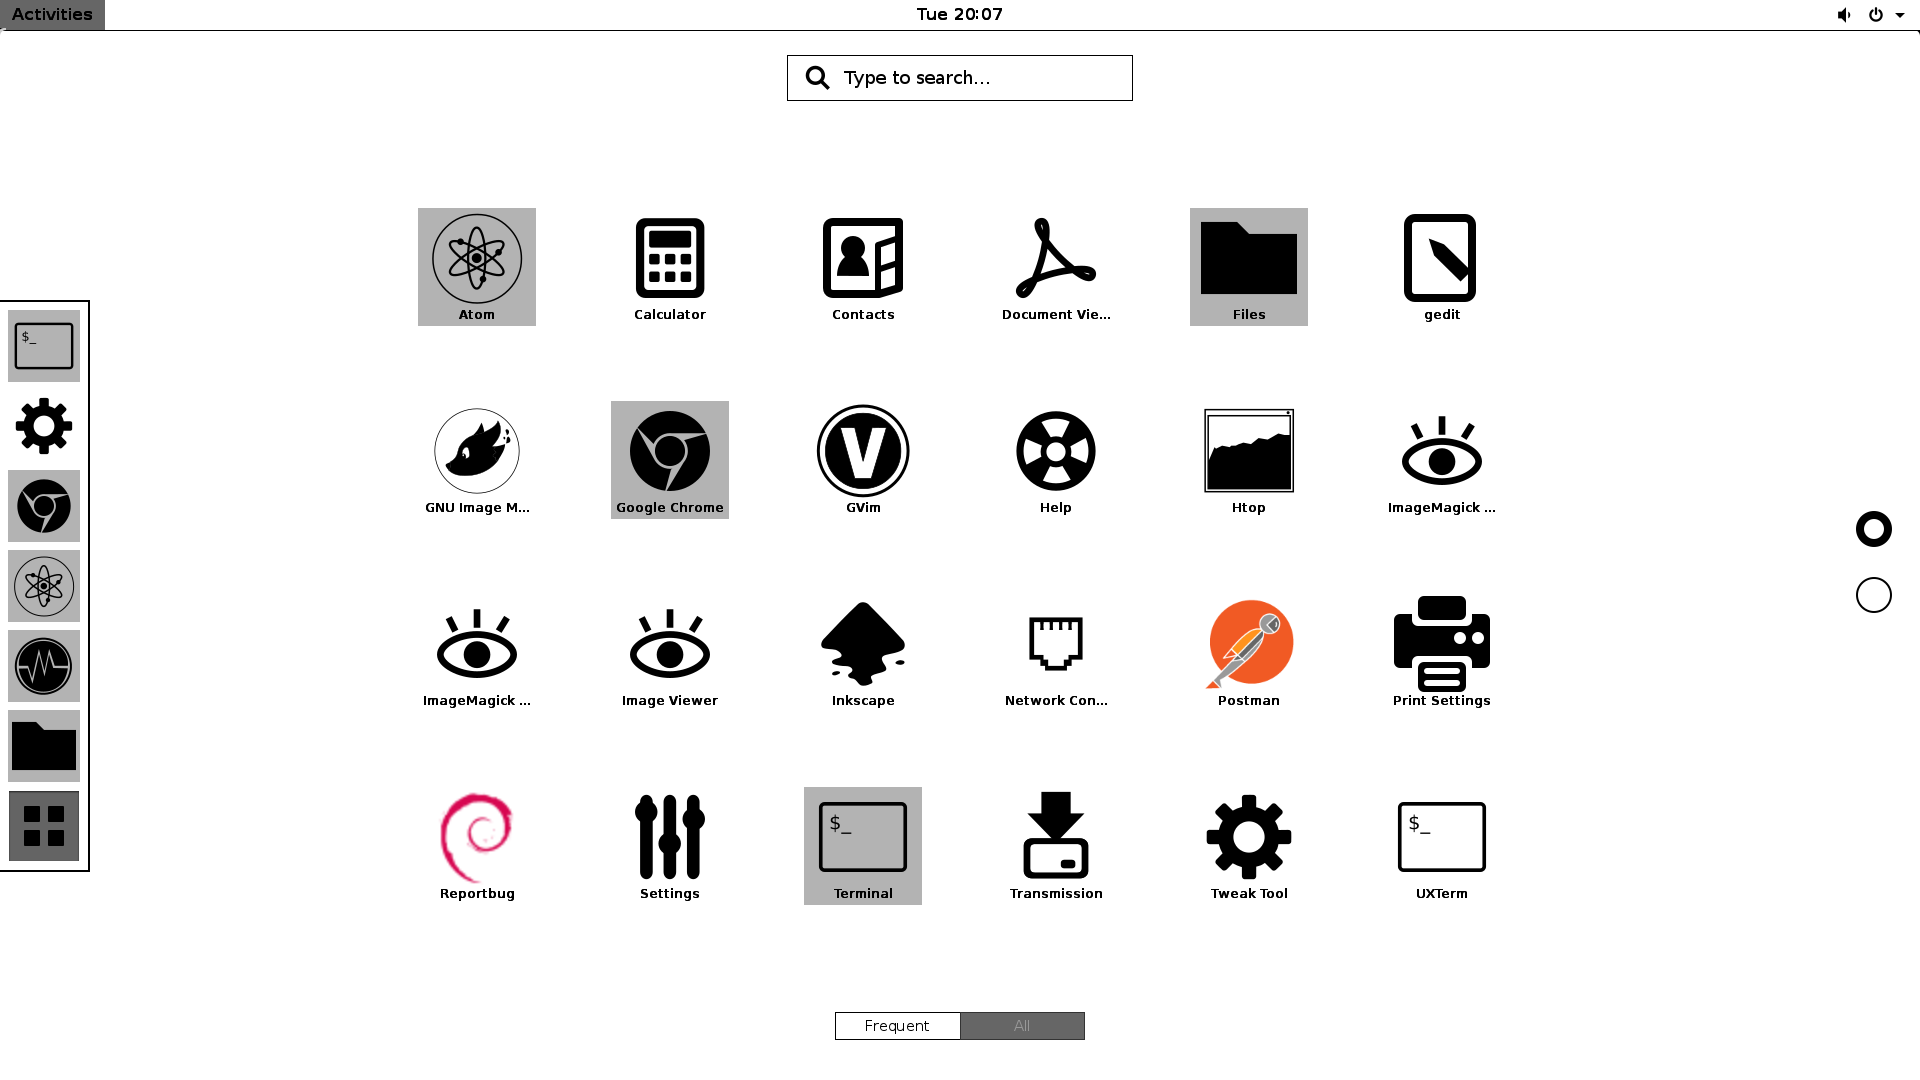 Activities
Tue 20:07
Type to search...
Atom
Calculator
Contacts
Document Vie...
Files
gedit
$_
GNU Image M...
Google Chrome
V
GVim
Help
Htop
ImageMagick ...
ImageMagick ...
Image Viewer
Inkscape
Network Con...
Postman
Print Settings
$_
$_
Reportbug
Settings
Terminal
Transmission
Tweak Tool
UXTerm
Frequent
All